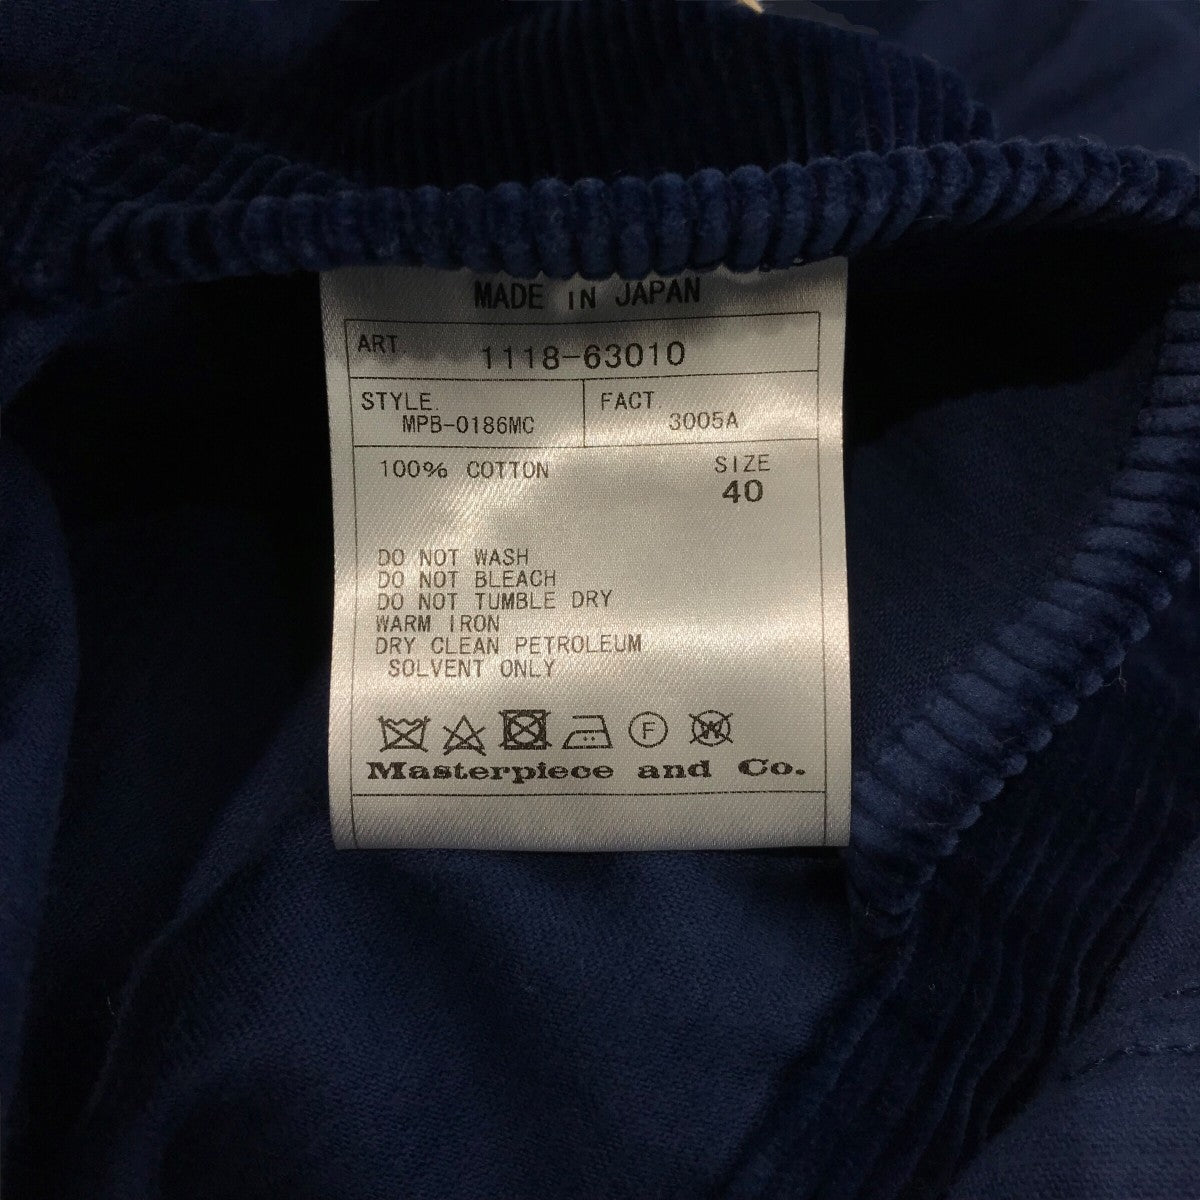 MADE IN JAPAN
ART 1118-63010
STYLE. FACT.
MPB-0186MC 3005A
100% COTTON SIZE
40
DO NOT WASH
DO NOT BLEACH
DO NOT TUMBLE DRY
WARM IRON
DRY CLEAN PETROLEUM
SOLVENT ONLY
F W
Masterpiece and Co.